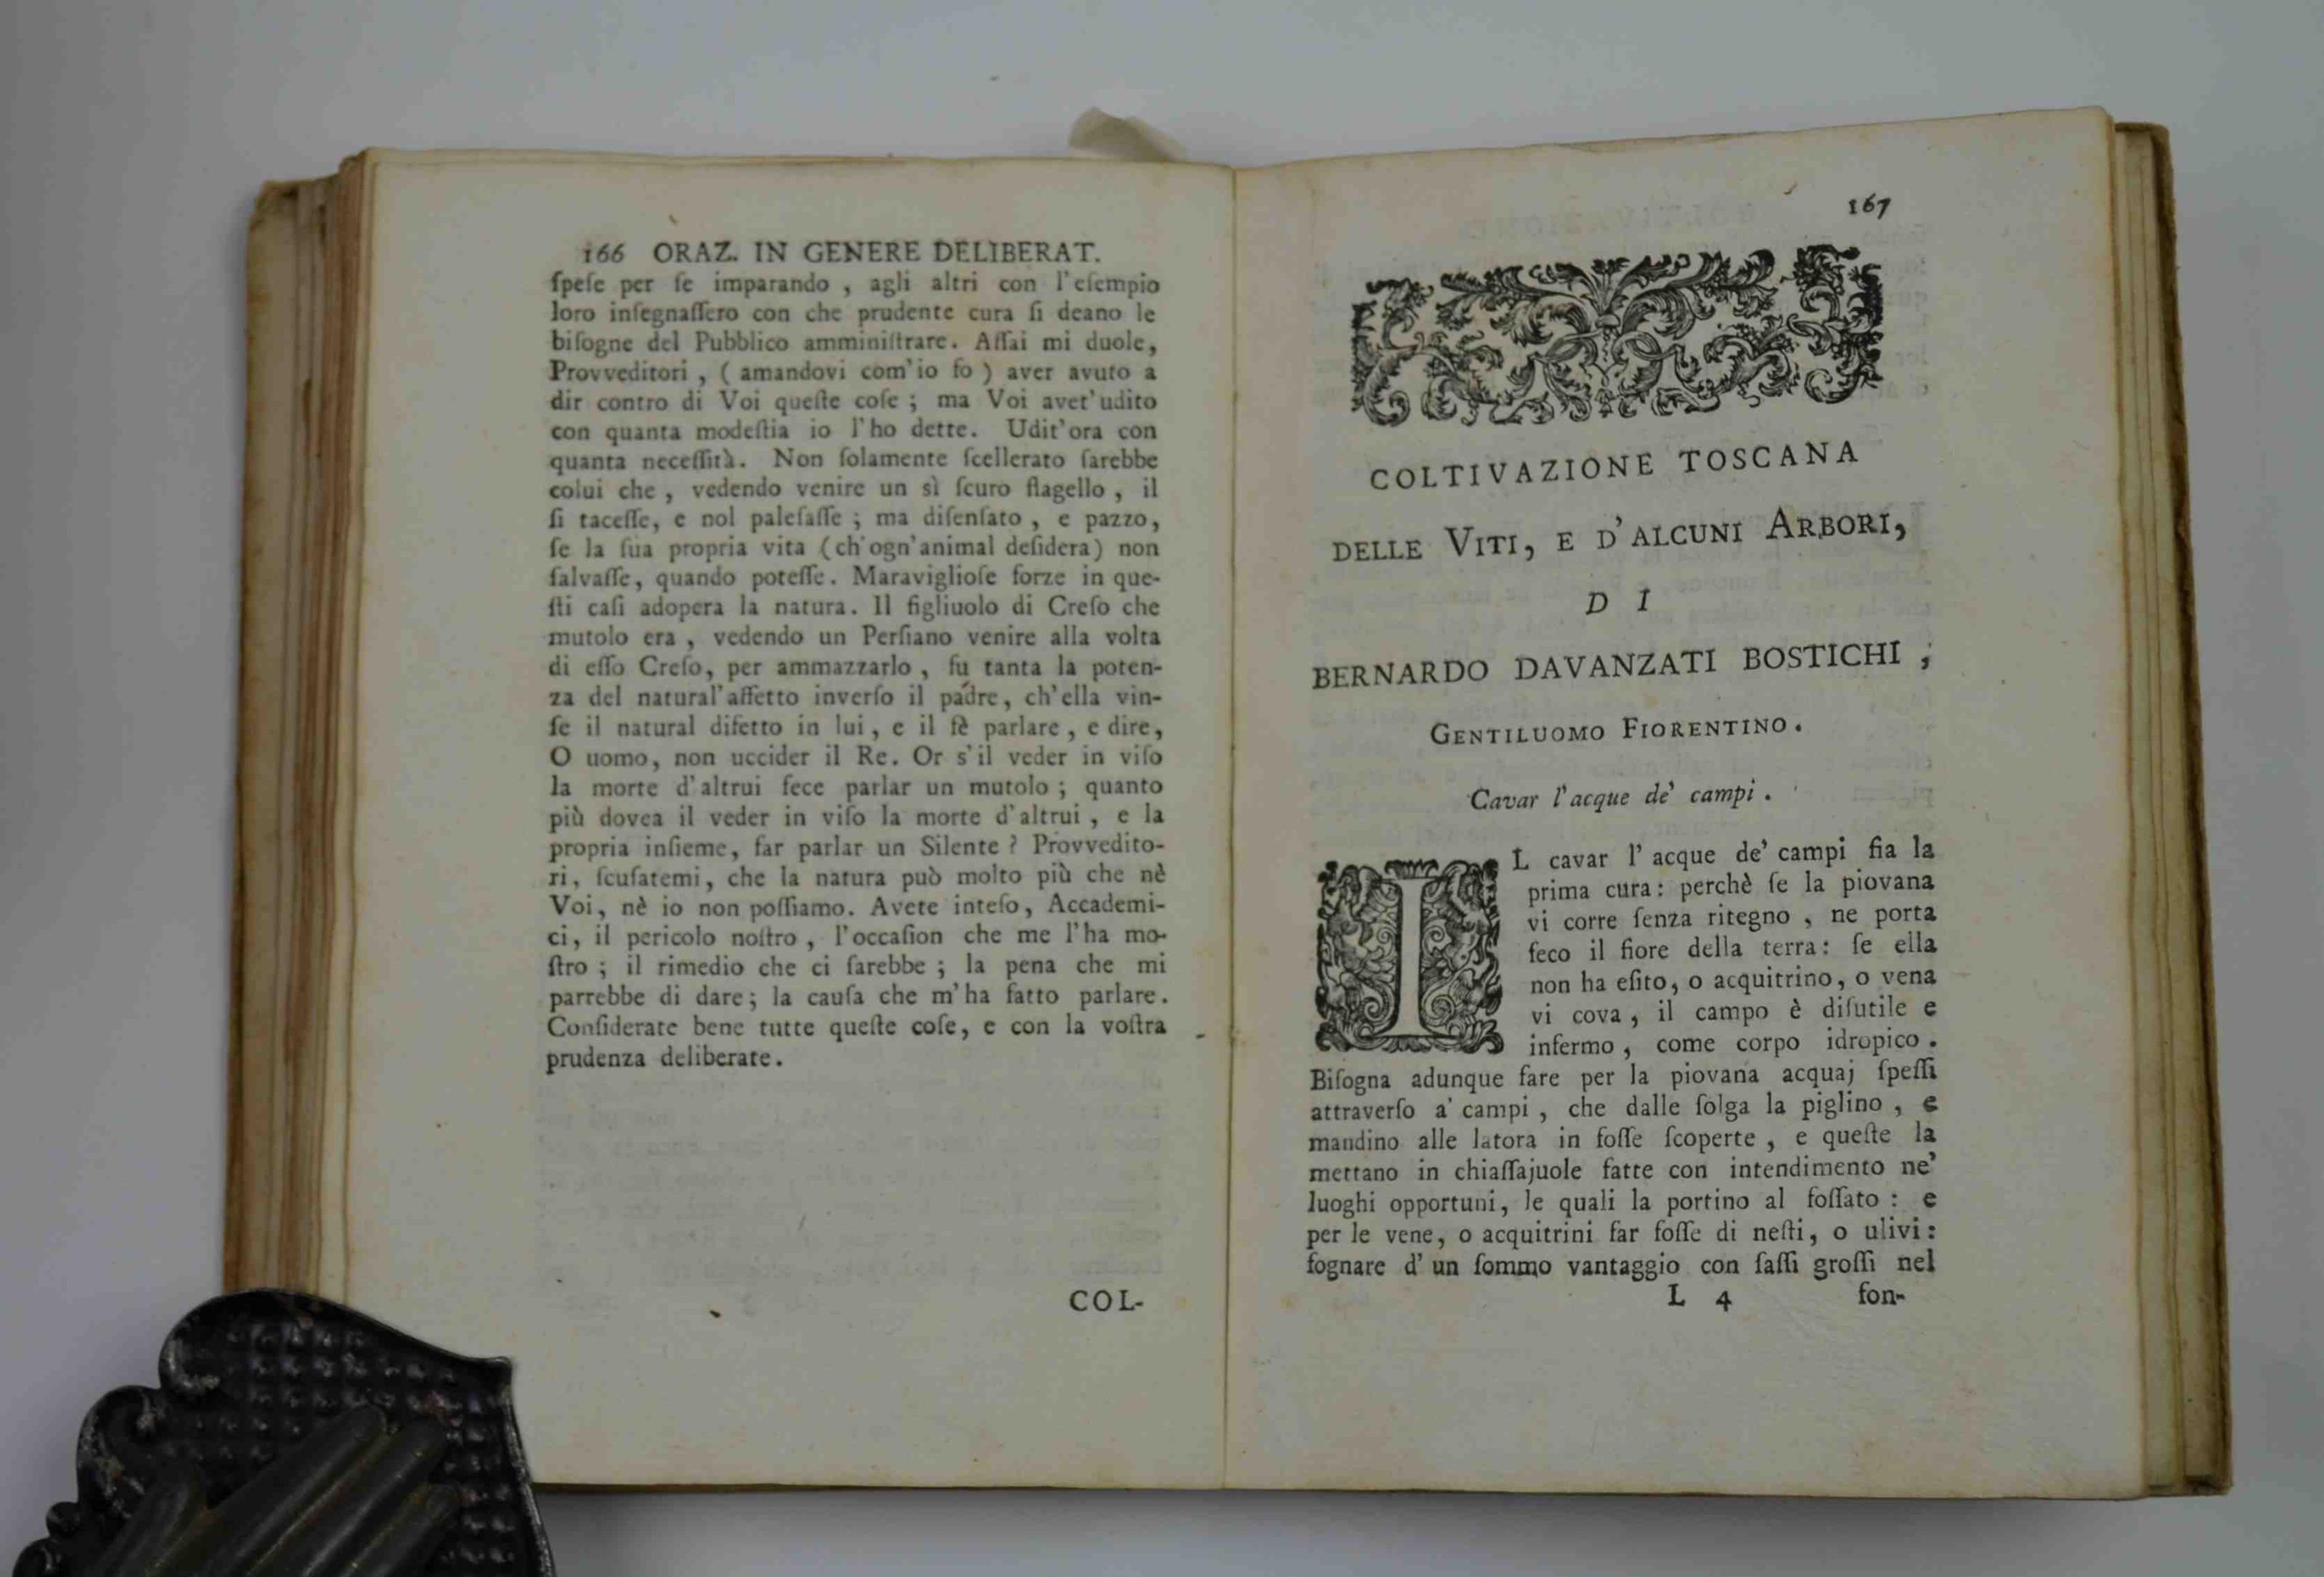 166 ORAZ. IN GENERE DELIBERAT.
ſpeſe per ſe imparando , agli altri con l'eſempio
loro inſegnaſſero con che prudente cura ſi deano le
biſogne del Pubblico amminiſtrare. Aſſai mi duole,
Provveditori , ( amandovi com'io fo ) aver avuto a
dir contro di Voi queſte coſe ; ma Voi avet'udito
con quanta modeſtia io l'ho dette. Udit'ora con
quanta neceſſità. Non ſolamente ſcellerato ſarebbe
colui che , vedendo venire un sì ſcuro flagello , il
ſi taceſſe, e nol paleſaſſe ; ma diſenſato , e pazzo,
ſe la ſua propria vita (ch'ogn'animal deſidera) non
ſalvaſſe, quando poteſſe. Maraviglioſe forze in que-
ſti caſi adopera la natura. Il figliuolo di Creſo che
mutolo era , vedendo un Perſiano venire alla volta
di eſſo Creſo, per ammazzarlo , fu tanta la poten-
za del natural'affetto inverſo il padre, ch'ella vin-
ſe il natural difetto in lui, e il fè parlare, e dire,
O uomo, non uccider il Re. Or s'il veder in viſo
la morte d'altrui fece parlar un mutolo ; quanto
più dovea il veder in viſo la morte d'altrui , e la
propria inſieme, far parlar un Silente ? Provvedito-
ri, ſcuſatemi, che la natura può molto più che nè
Voi, nè io non poſſiamo. Avete inteſo, Accademi-
ci, il pericolo noſtro , l'occaſion che me l'ha mo-
ſtro ; il rimedio che ci ſarebbe ; la pena che mi
parrebbe di dare; la cauſa che m'ha fatto parlare.
Conſiderate bene tutte queſte coſe, e con la voſtra
prudenza deliberate.
COL-
167
COLTIVAZIONE TOSCANA
DELLE VITI, E D'ALCUNI ARBORI,
D I
BERNARDO DAVANZATI BOSTICHI ;
GENTILUOMO FIORENTINO.
Cavar l'acque de' campi .
IL cavar l' acque de' campi ſia la
prima cura: perchè ſe la piovana
vi corre ſenza ritegno , ne porta
ſeco il fiore della terra: ſe ella
non ha eſito, o acquitrino, o vena
vi cova , il campo è diſutile e
infermo , come corpo idropico .
Biſogna adunque fare per la piovana acquaj ſpeſſi
attraverſo a' campi , che dalle ſolga la piglino , e
mandino alle latora in foſſe ſcoperte , e queſte la
mettano in chiaſſajuole fatte con intendimento ne'
luoghi opportuni, le quali la portino al foſſato : e
per le vene, o acquitrini far foſſe di neſti, o ulivi:
fognare d' un ſommo vantaggio con ſaſſi groſſi nel
L 4 fon-